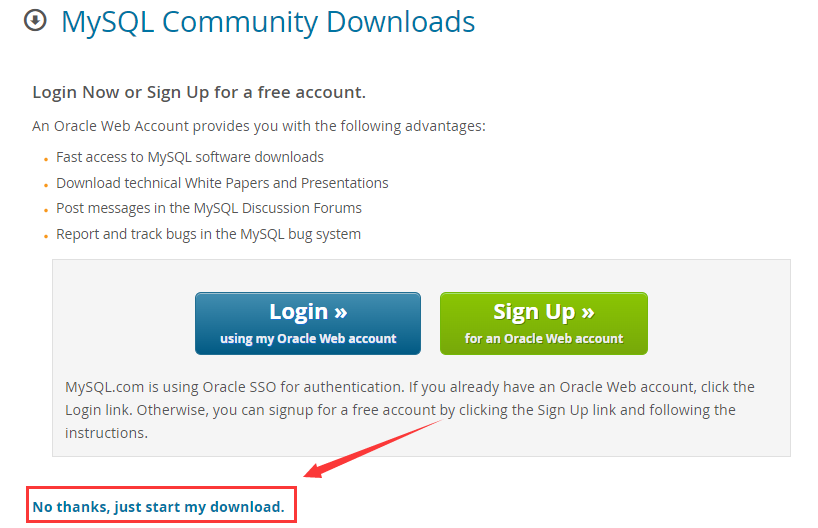 MySQL Community Downloads
Login Now or Sign Up for a free account.
An Oracle Web Account provides you with the following advantages:
Fast access to MySQL software downloads
Download technical White Papers and Presentations
Post messages in the MySQL Discussion Forums
Report and track bugs in the MySQL bug system
Login »
using my Oracle Web account
Sign Up »
for an Oracle Web account
MySQL.com is using Oracle SSO for authentication. If you already have an Oracle Web account, click the
Login link. Otherwise, you can signup for a free account by clicking the Sign Up link and following the
instructions.
No thanks, just start my download.